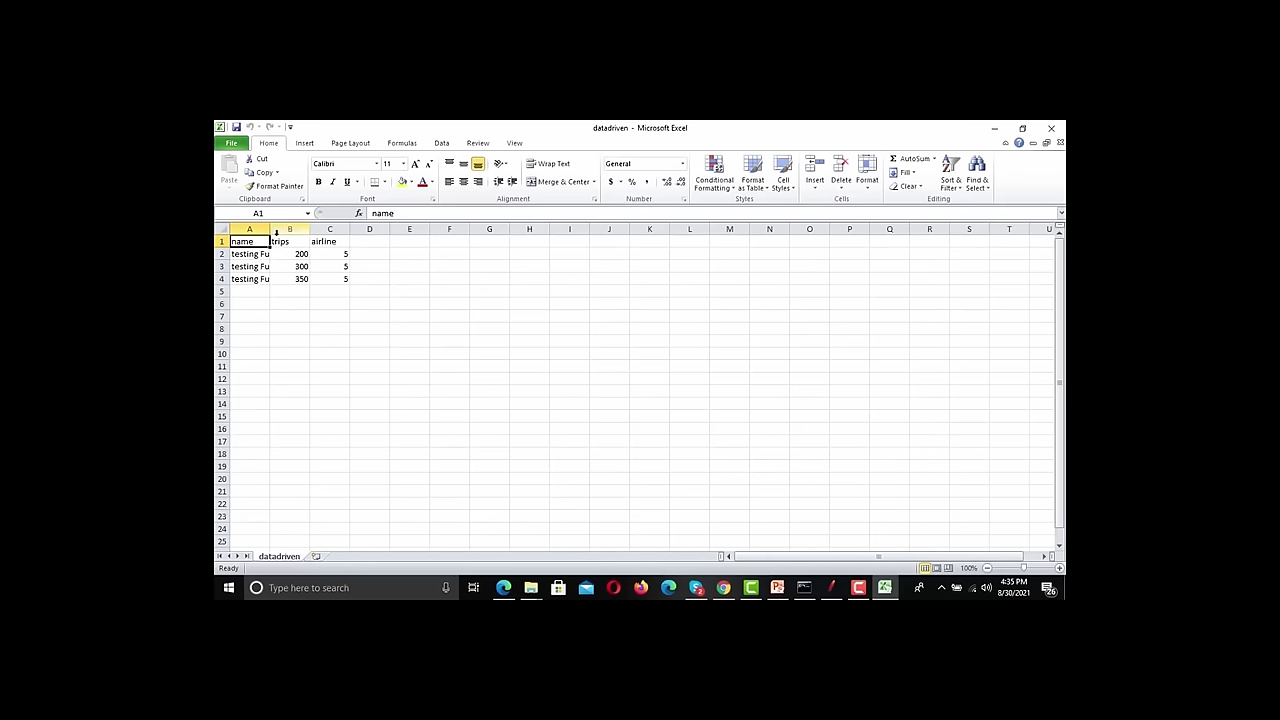 datadriven - Microsoft Excel
File Home Insert Page Layout Formulas Data Review View
Paste Cut Calibri 11 Wrap Text General Conditional Formatting Format as Table Cell Styles Insert Delete Format AutoSum Sort & Filter Find & Select
Copy Fill
Format Painter B I U Merge & Center $ % , Clear
Clipboard Font Alignment Number Styles Cells Editing
A1 fx name
A B C D E F G H I J K L M N O P Q R S T U
1 name trips airline
2 testing Fu 200 5
3 testing Fu 300 5
4 testing Fu 350 5
5
6
7
8
9
10
11
12
13
14
15
16
17
18
19
20
21
22
23
24
25
datadriven
Ready 100%
Type here to search 4:35 PM
8/30/2021